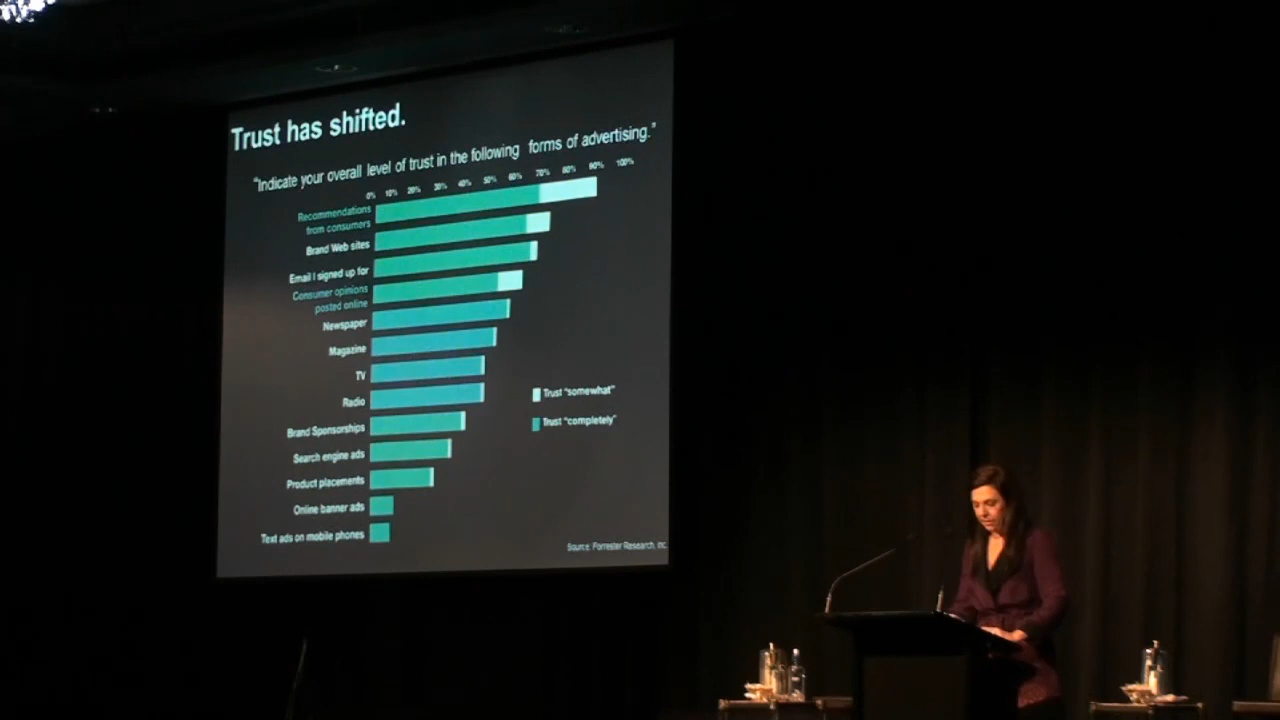 Trust has shifted.
“Indicate your overall level of trust in the following forms of advertising.”
0% 10% 20% 30% 40% 50% 60% 70% 80% 90% 100%
Recommendations
from consumers
Brand Web sites
Email I signed up for
Consumer opinions
posted online
Newspaper
Magazine
TV
Radio
Trust “somewhat”
Trust “completely”
Brand Sponsorships
Search engine ads
Product placements
Online banner ads
Text ads on mobile phones
Source: Forrester Research, Inc.